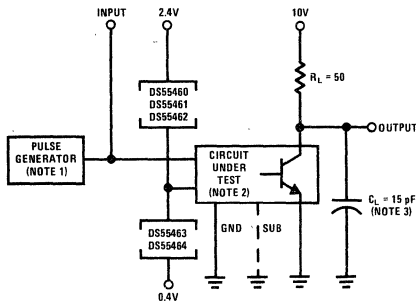 INPUT
2.4V
10V
DS55460
DS55461
DS55462
R_L = 50
OUTPUT
PULSE
GENERATOR
(NOTE 1)
CIRCUIT
UNDER
TEST
(NOTE 2)
C_L = 15 pF
(NOTE 3)
DS55463
DS55464
GND
SUB
0.4V